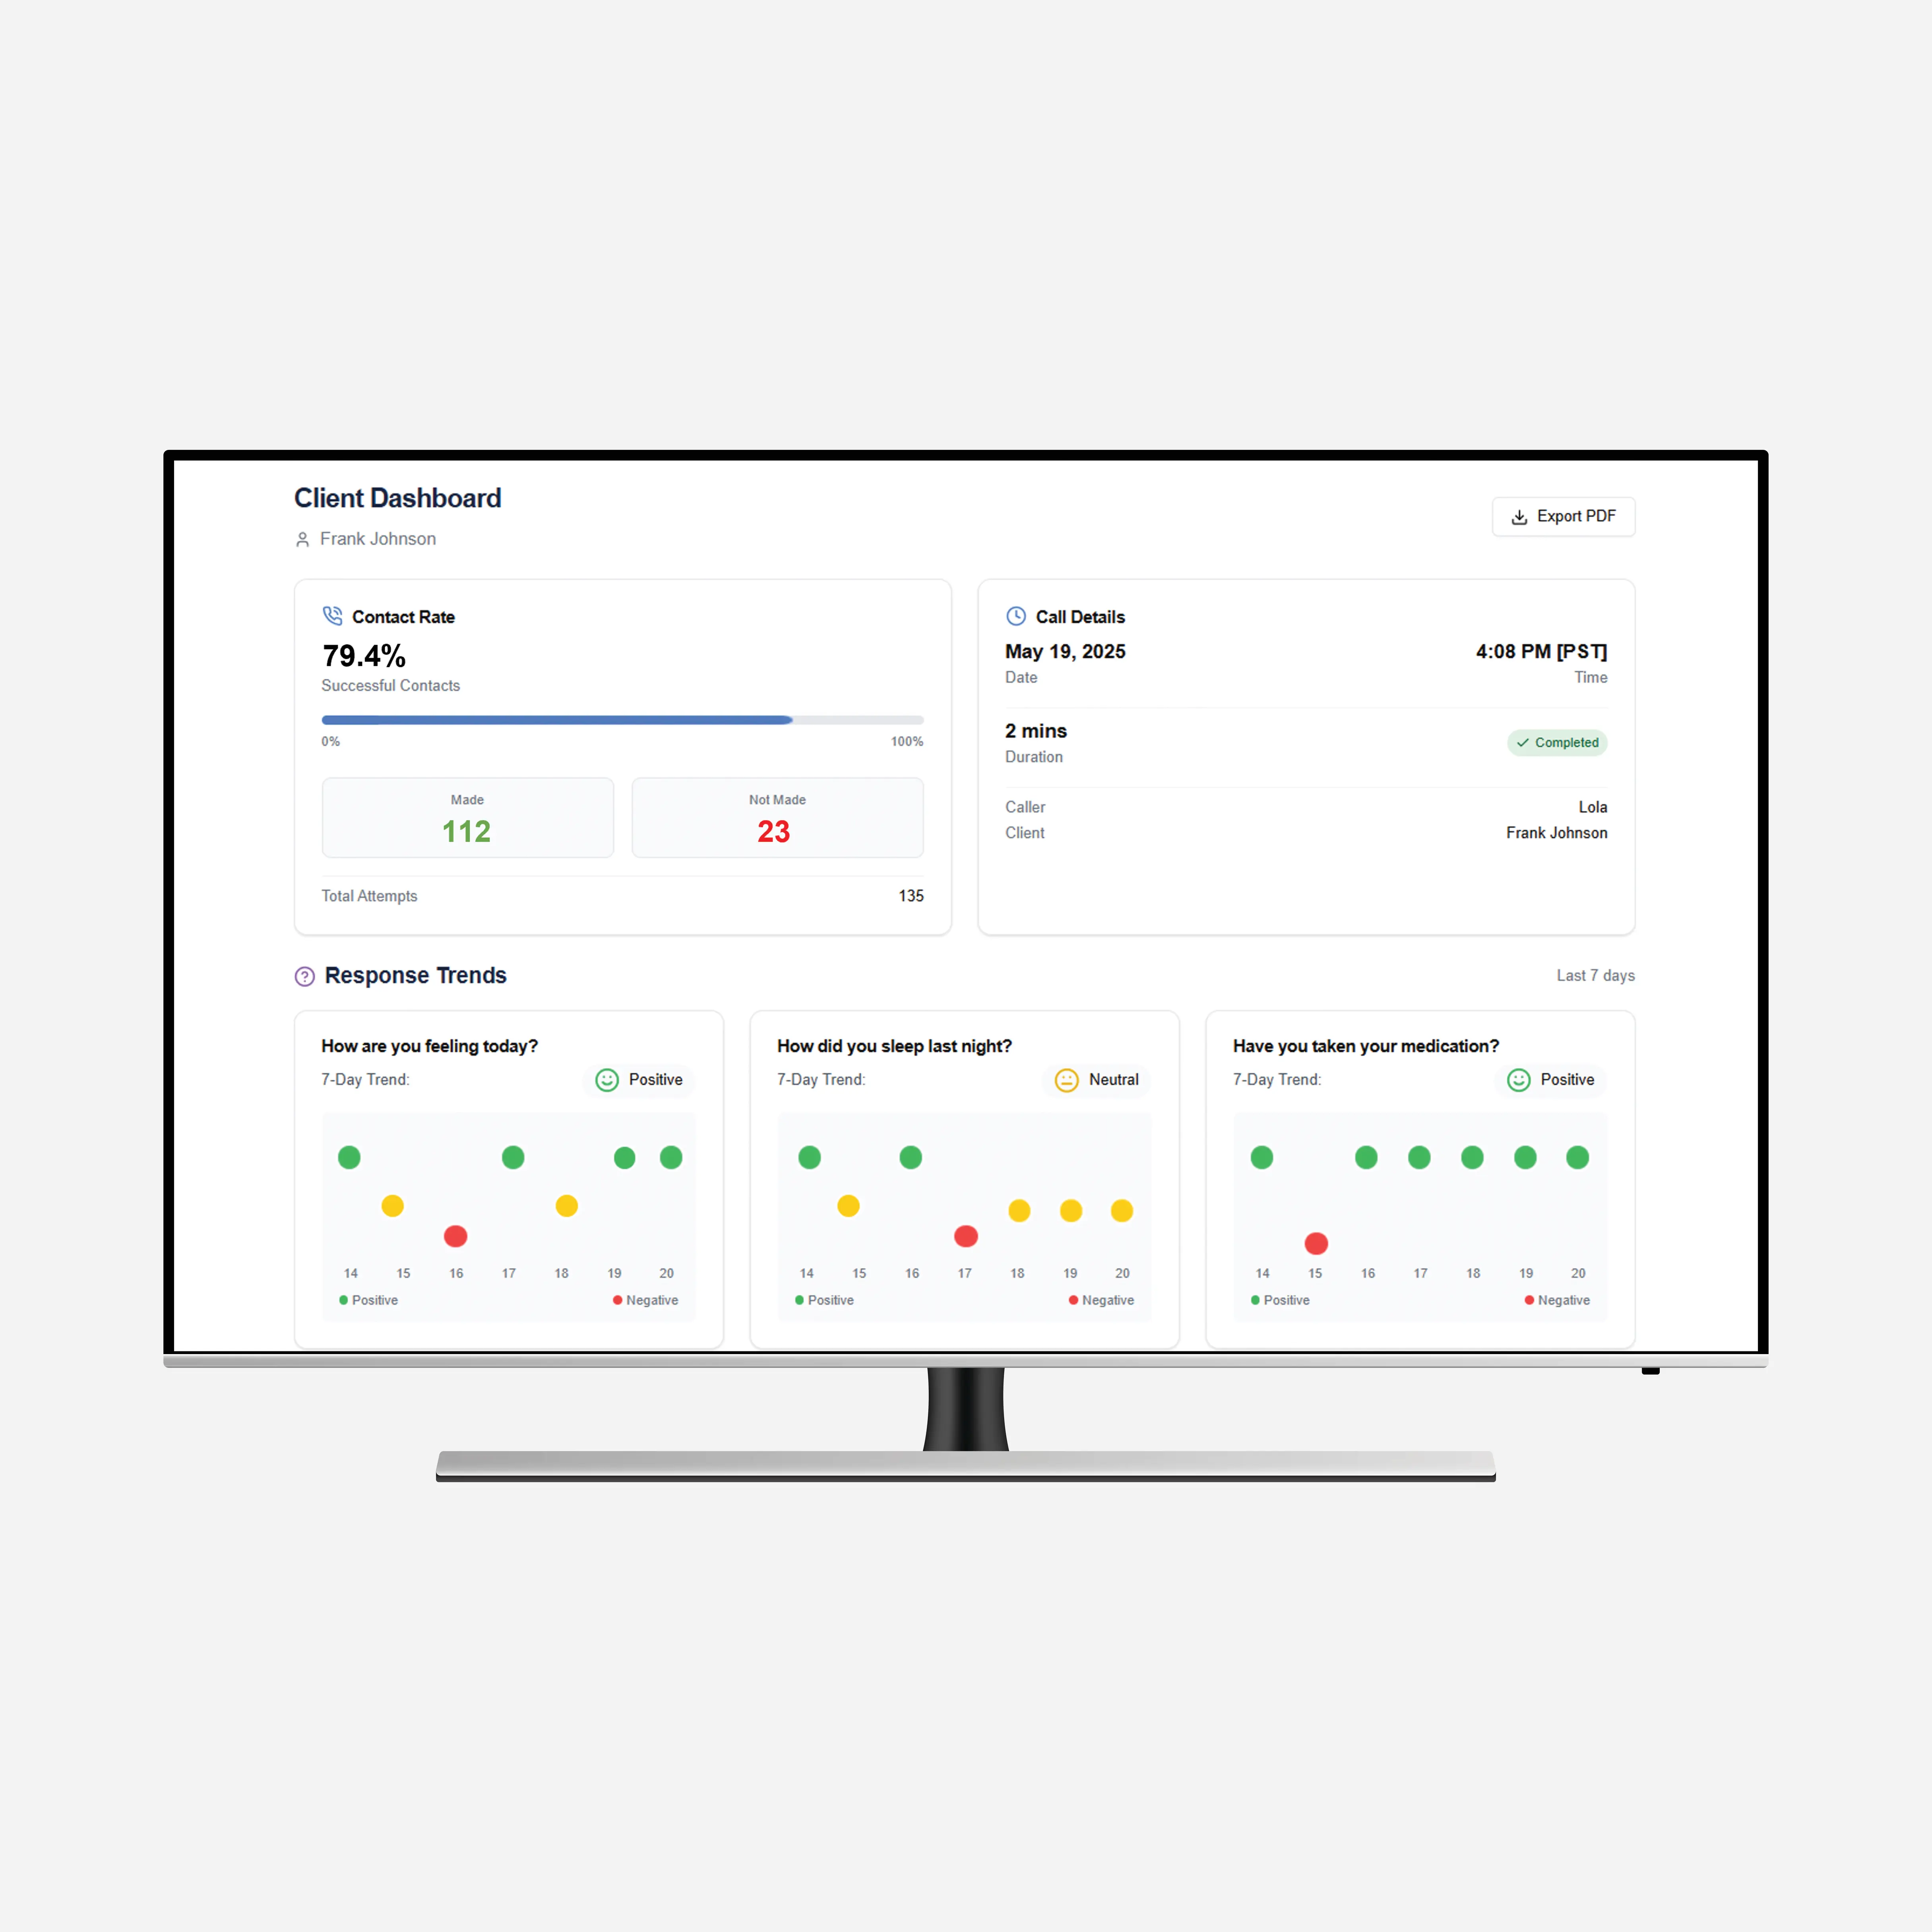 Client Dashboard
Frank Johnson
Export PDF
Contact Rate
79.4%
Successful Contacts
0% 100%
Made
112
Not Made
23
Total Attempts 135
Call Details
May 19, 2025 4:08 PM [PST]
Date Time
2 mins
Duration
Completed
Caller Lola
Client Frank Johnson
Response Trends
Last 7 days
How are you feeling today?
7-Day Trend: Positive
14 15 16 17 18 19 20
Positive Negative
How did you sleep last night?
7-Day Trend: Neutral
14 15 16 17 18 19 20
Positive Negative
Have you taken your medication?
7-Day Trend: Positive
14 15 16 17 18 19 20
Positive Negative